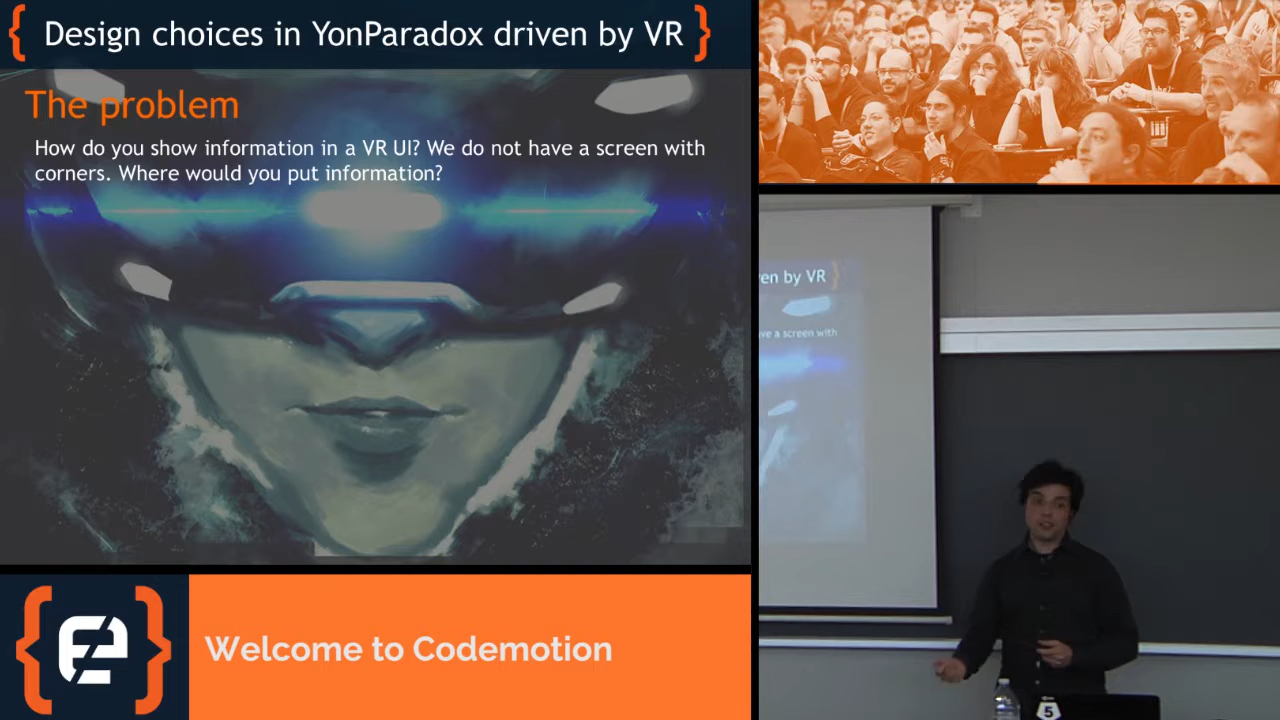 { Design choices in YonParadox driven by VR }
The problem
How do you show information in a VR UI? We do not have a screen with
corners. Where would you put information?
en by VR }
ve a screen with
{ e }
Welcome to Codemotion
5